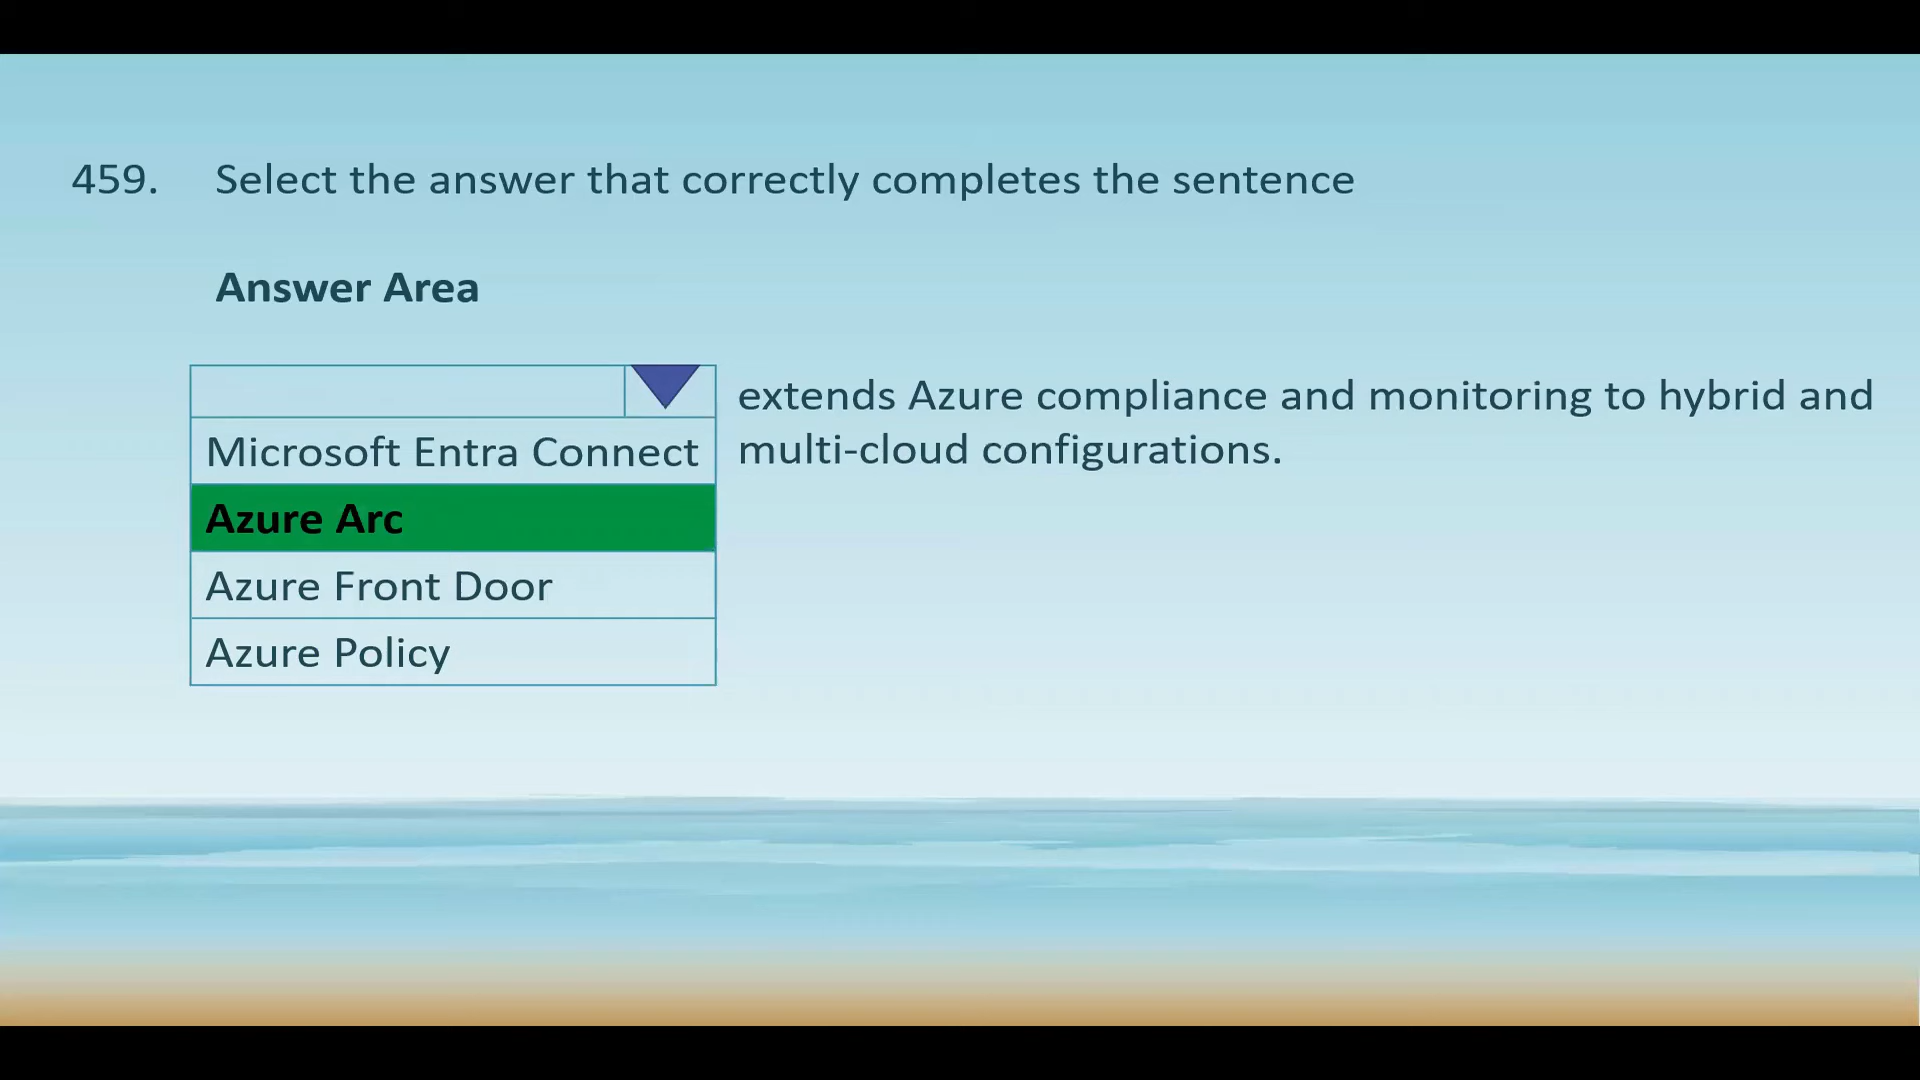 459. Select the answer that correctly completes the sentence
Answer Area
extends Azure compliance and monitoring to hybrid and
multi-cloud configurations.
Microsoft Entra Connect
Azure Arc
Azure Front Door
Azure Policy